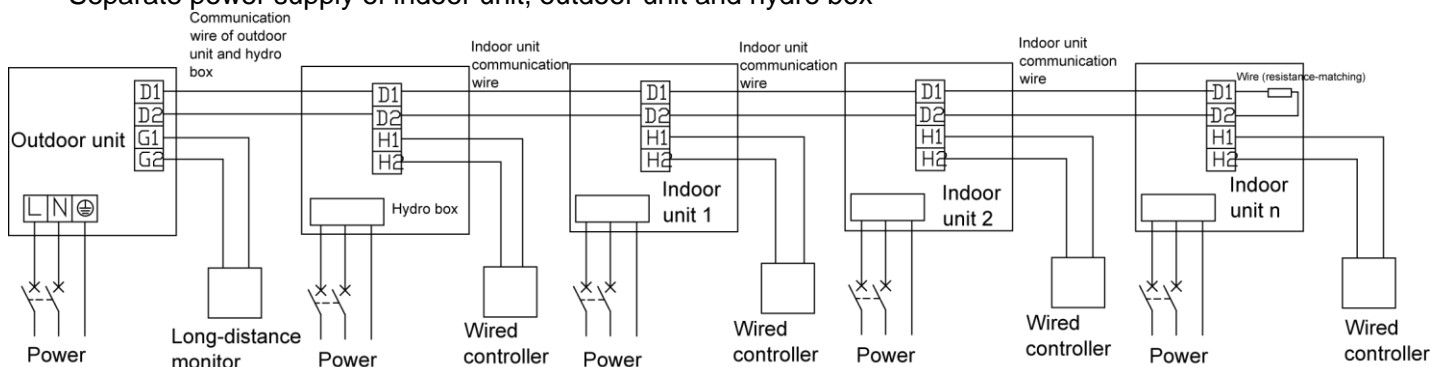 Separate power supply of indoor unit, outdoor unit and hydro box
Communication
wire of outdoor
unit and hydro
box
Indoor unit
communication
wire
Indoor unit
communication
wire
Indoor unit
communication
wire
Outdoor unit
D1
D2
G1
G2
L N
D1
D2
H1
H2
Hydro box
D1
D2
H1
H2
Indoor
unit 1
D1
D2
H1
H2
Indoor
unit 2
Wire (resistance-matching)
D1
D2
H1
H2
Indoor
unit n
Power
Long-distance
monitor
Power
Wired
controller
Power
Wired
controller
Power
Wired
controller
Power
Wired
controller